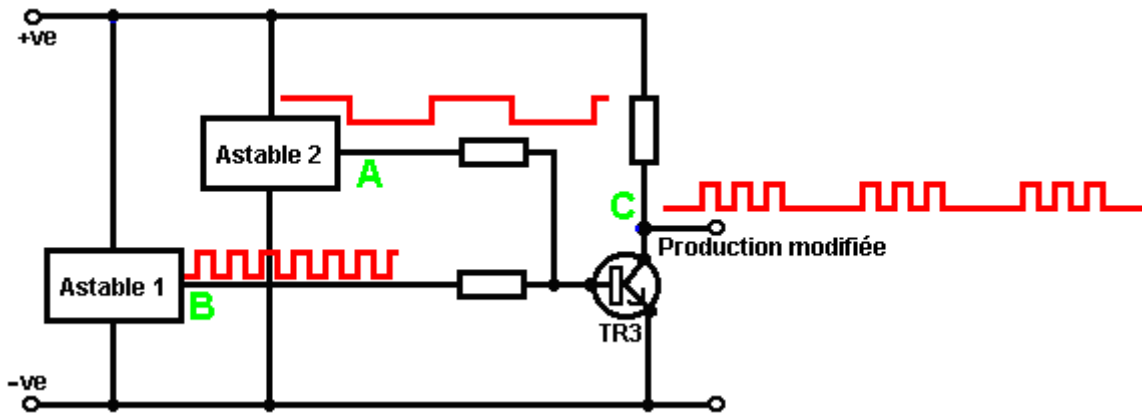 +ve
Astable 2
A
C
Production modifiée
Astable 1
B
TR3
-ve